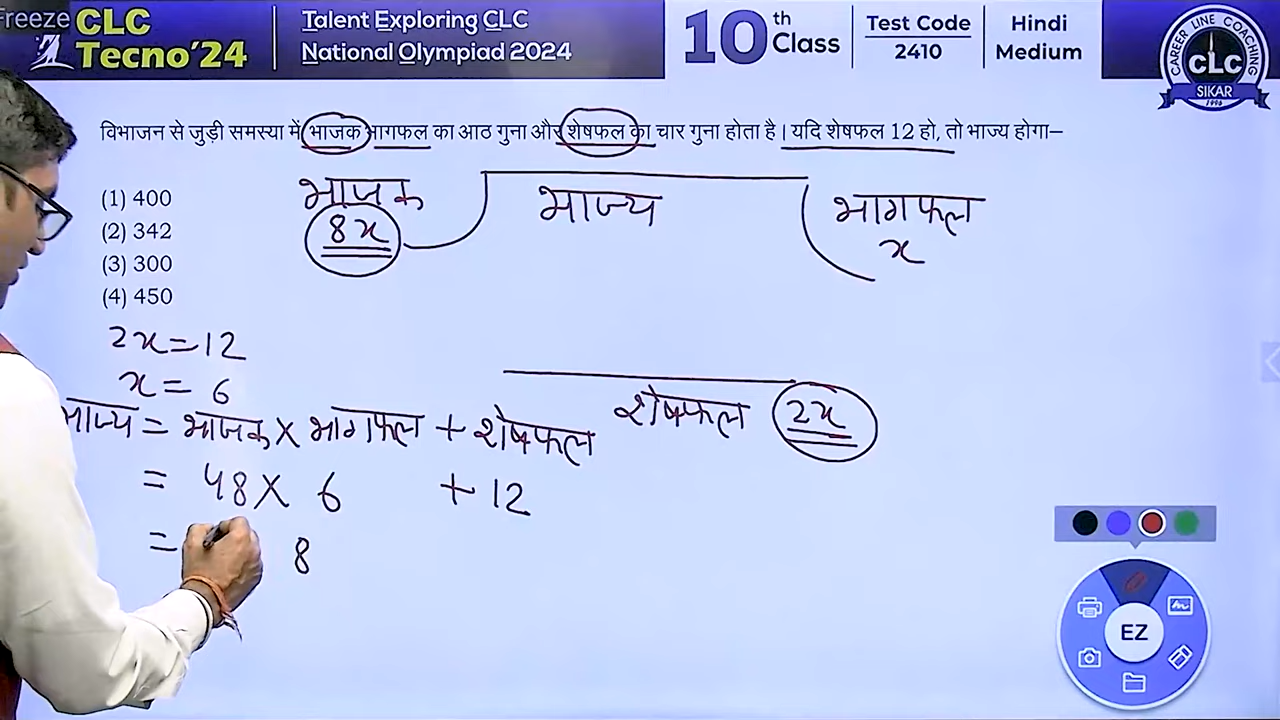 Freeze
CLC
Tecno'24
Talent Exploring CLC
National Olympiad 2024
10th Class
Test Code
2410
Hindi
Medium
CAREER LINE COACHING
CLC
SIKAR
1996
विभाजन से जुड़ी समस्या में भाजक भागफल का आठ गुना और शेषफल का चार गुना होता है। यदि शेषफल 12 हो, तो भाज्य होगा–
(1) 400
(2) 342
(3) 300
(4) 450
भाजक भाज्य भागफल
8x x
2x = 12
x = 6
शेषफल 2x
भाज्य = भाजक × भागफल + शेषफल
= 48 × 6 + 12
= 8
EZ